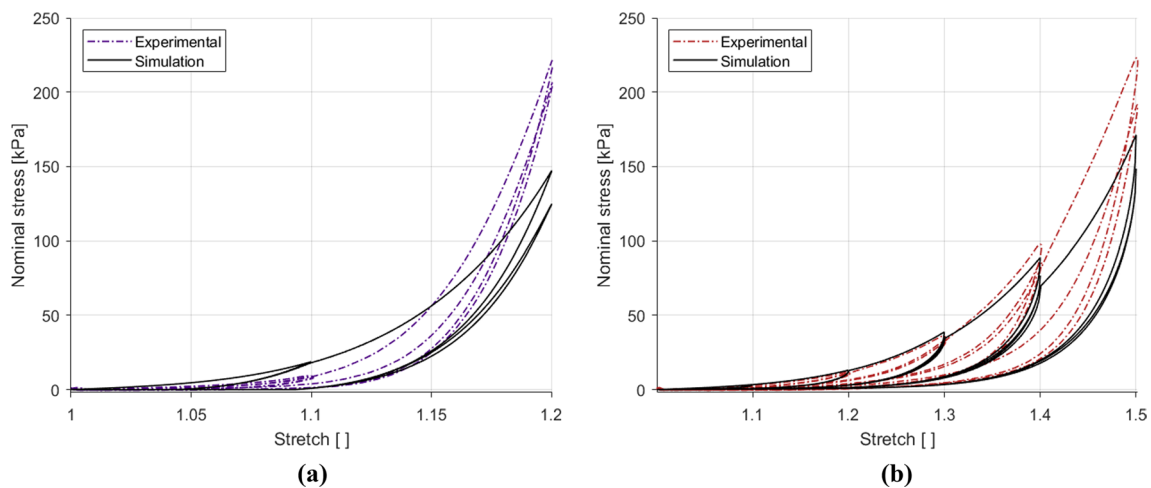 250
200
150
100
50
0
Nominal stress [kPa]
Experimental
Simulation
1
1.05
1.1
1.15
1.2
Stretch [ ]
(a)
250
200
150
100
50
0
Nominal stress [kPa]
Experimental
Simulation
1.1
1.2
1.3
1.4
1.5
Stretch [ ]
(b)